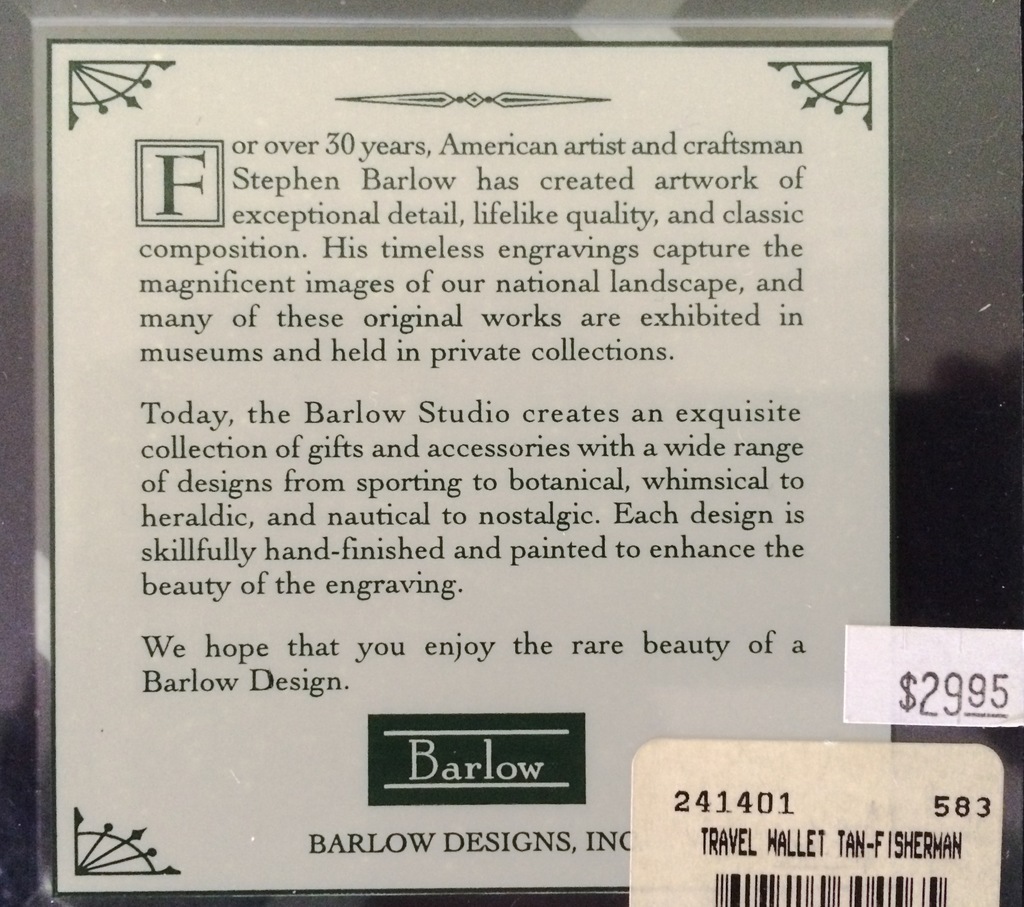 For over 30 years, American artist and craftsman
Stephen Barlow has created artwork of
exceptional detail, lifelike quality, and classic
composition. His timeless engravings capture the
magnificent images of our national landscape, and
many of these original works are exhibited in
museums and held in private collections.
Today, the Barlow Studio creates an exquisite
collection of gifts and accessories with a wide range
of designs from sporting to botanical, whimsical to
heraldic, and nautical to nostalgic. Each design is
skillfully hand-finished and painted to enhance the
beauty of the engraving.
We hope that you enjoy the rare beauty of a
Barlow Design.
Barlow
BARLOW DESIGNS, INC
$29.95
241401 583
TRAVEL WALLET TAN-FISHERMAN